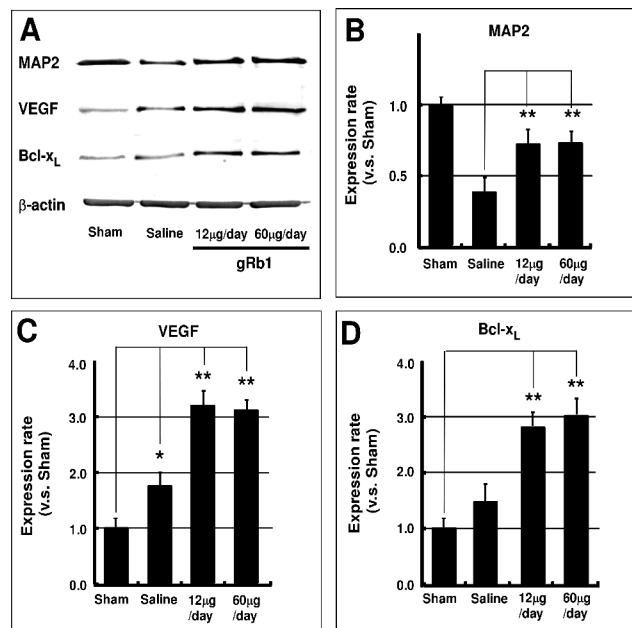 A
MAP2
VEGF
Bcl-xL
β-actin
Sham Saline 12μg/day 60μg/day
gRb1
B
MAP2
Expression rate
(v.s. Sham)
1.0
0.5
0.0
** **
Sham Saline 12μg /day 60μg /day
C
VEGF
Expression rate
(v.s. Sham)
4.0
3.0
2.0
1.0
0.0
* ** **
Sham Saline 12μg /day 60μg /day
D
Bcl-xL
Expression rate
(v.s. Sham)
4.0
3.0
2.0
1.0
0.0
** **
Sham Saline 12μg /day 60μg /day